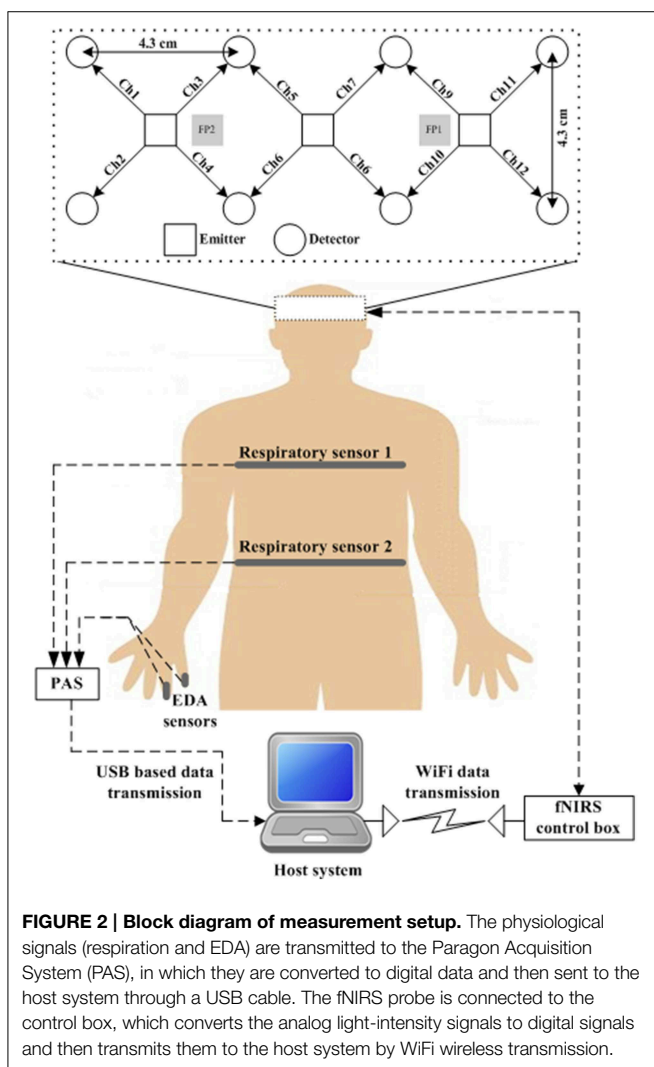 4.3 cm
Ch1
Ch3
Ch5
Ch7
Ch9
Ch11
FP2
FP1
4.3 cm
Ch2
Ch4
Ch6
Ch6
Ch10
Ch12
Emitter
Detector
Respiratory sensor 1
Respiratory sensor 2
PAS
EDA
sensors
USB based data
transmission
WiFi data
transmission
fNIRS
control box
Host system
FIGURE 2 | Block diagram of measurement setup. The physiological
signals (respiration and EDA) are transmitted to the Paragon Acquisition
System (PAS), in which they are converted to digital data and then sent to the
host system through a USB cable. The fNIRS probe is connected to the
control box, which converts the analog light-intensity signals to digital signals
and then transmits them to the host system by WiFi wireless transmission.